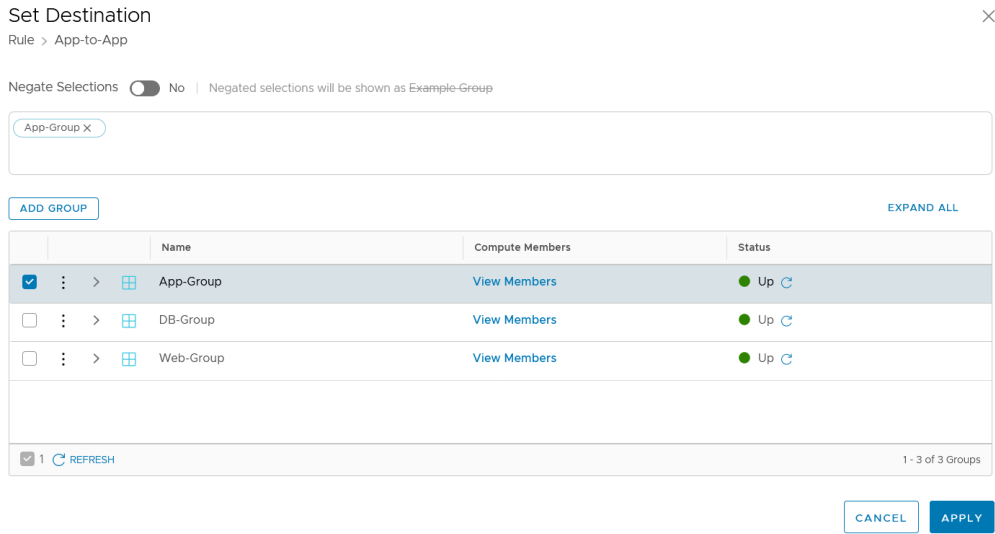 Set Destination
Rule > App-to-App
Negate Selections No | Negated selections will be shown as Example Group
App-Group ×
ADD GROUP EXPAND ALL
Name Compute Members Status
App-Group View Members Up
DB-Group View Members Up
Web-Group View Members Up
1 REFRESH 1 - 3 of 3 Groups
CANCEL APPLY